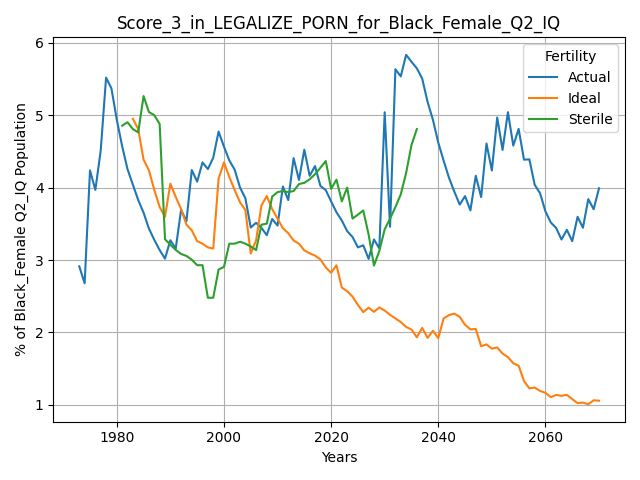 Score_3_in_LEGALIZE_PORN_for_Black_Female_Q2_IQ
Fertility
Actual
Ideal
Sterile
% of Black_Female Q2_IQ Population
6
5
4
3
2
1
1980 2000 2020 2040 2060
Years